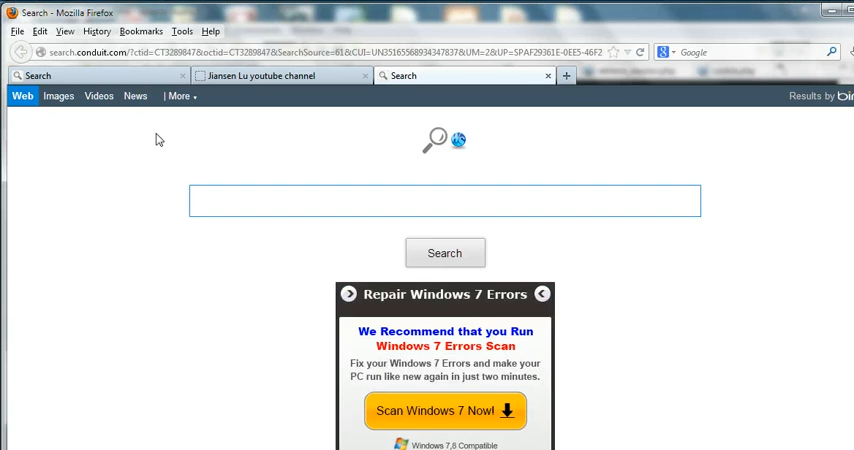 Search - Mozilla Firefox
File Edit View History Bookmarks Tools Help
search.conduit.com/?ctid=CT3289847&octid=CT3289847&SearchSource=61&CUI=UN35165568934347837&UM=2&UP=SPAF29361E-0EE5-46F2 Google
Search Jiansen Lu youtube channel Search
Web Images Videos News | More Results by bin
Search
Repair Windows 7 Errors
We Recommend that you Run
Windows 7 Errors Scan
Fix your Windows 7 Errors and make your
PC run like new again in just two minutes.
Scan Windows 7 Now!
Windows 7,8 Compatible